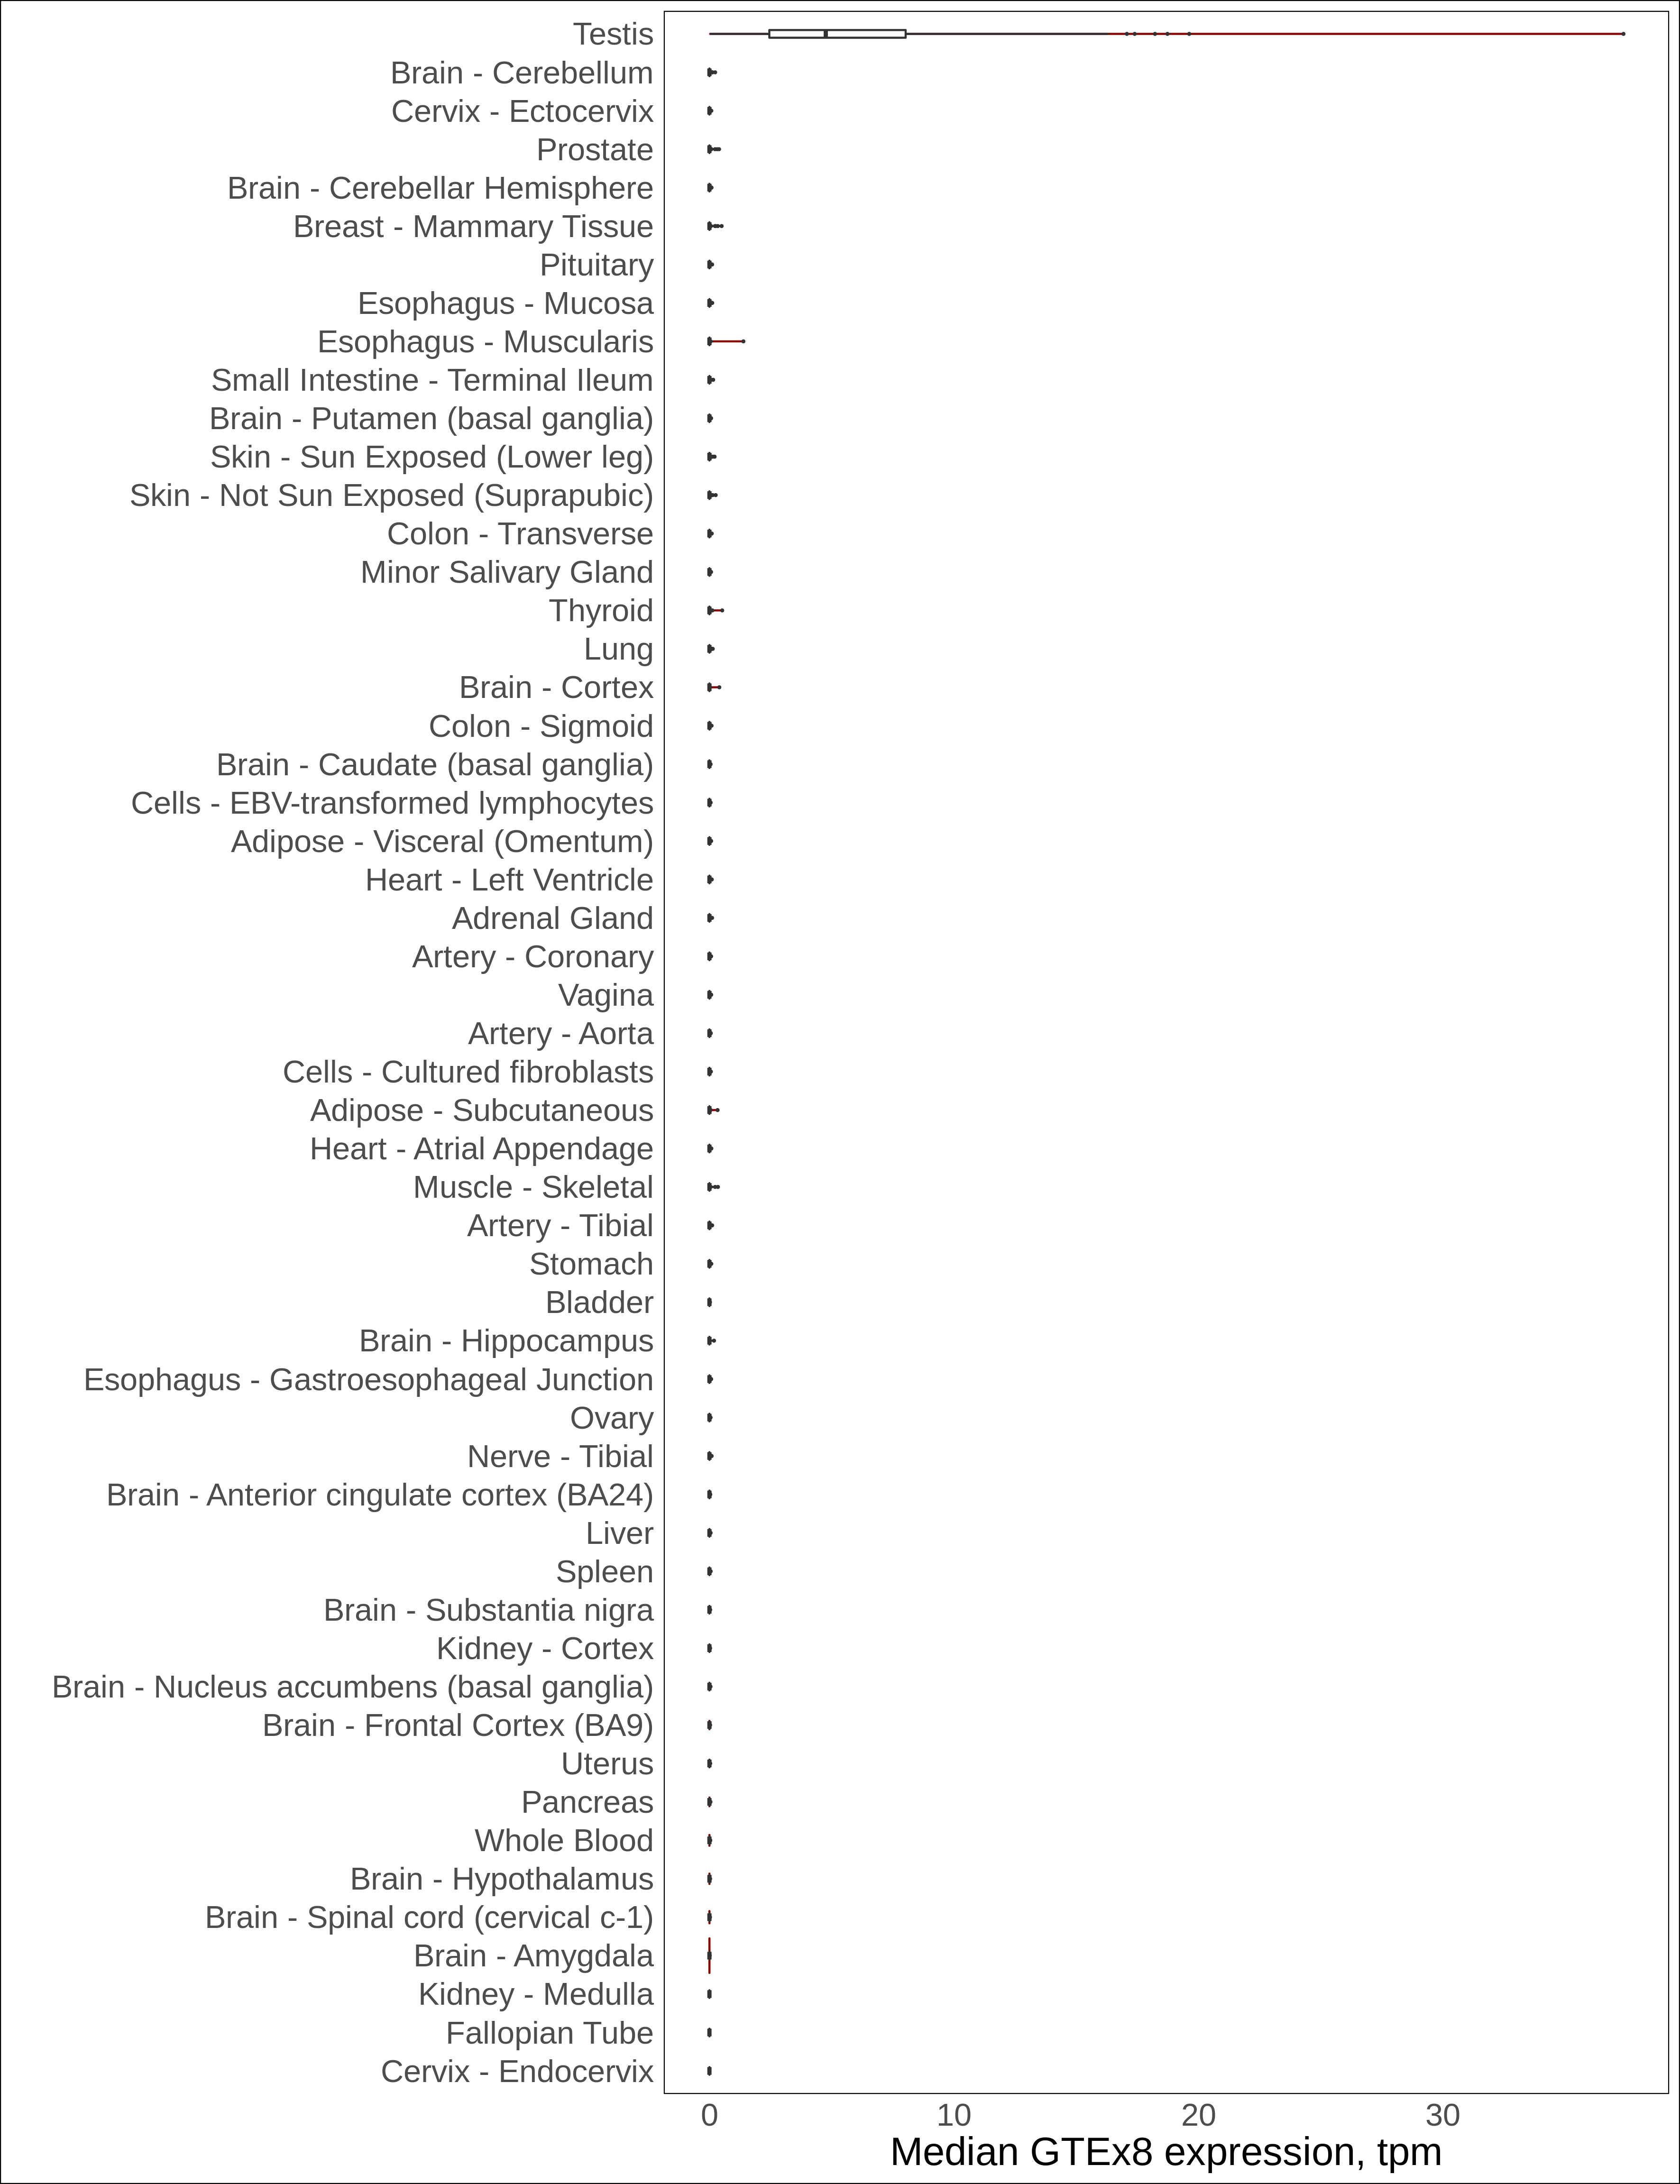 Testis
Brain - Cerebellum
Cervix - Ectocervix
Prostate
Brain - Cerebellar Hemisphere
Breast - Mammary Tissue
Pituitary
Esophagus - Mucosa
Esophagus - Muscularis
Small Intestine - Terminal Ileum
Brain - Putamen (basal ganglia)
Skin - Sun Exposed (Lower leg)
Skin - Not Sun Exposed (Suprapubic)
Colon - Transverse
Minor Salivary Gland
Thyroid
Lung
Brain - Cortex
Colon - Sigmoid
Brain - Caudate (basal ganglia)
Cells - EBV-transformed lymphocytes
Adipose - Visceral (Omentum)
Heart - Left Ventricle
Adrenal Gland
Artery - Coronary
Vagina
Artery - Aorta
Cells - Cultured fibroblasts
Adipose - Subcutaneous
Heart - Atrial Appendage
Muscle - Skeletal
Artery - Tibial
Stomach
Bladder
Brain - Hippocampus
Esophagus - Gastroesophageal Junction
Ovary
Nerve - Tibial
Brain - Anterior cingulate cortex (BA24)
Liver
Spleen
Brain - Substantia nigra
Kidney - Cortex
Brain - Nucleus accumbens (basal ganglia)
Brain - Frontal Cortex (BA9)
Uterus
Pancreas
Whole Blood
Brain - Hypothalamus
Brain - Spinal cord (cervical c-1)
Brain - Amygdala
Kidney - Medulla
Fallopian Tube
Cervix - Endocervix
0 10 20 30
Median GTEx8 expression, tpm